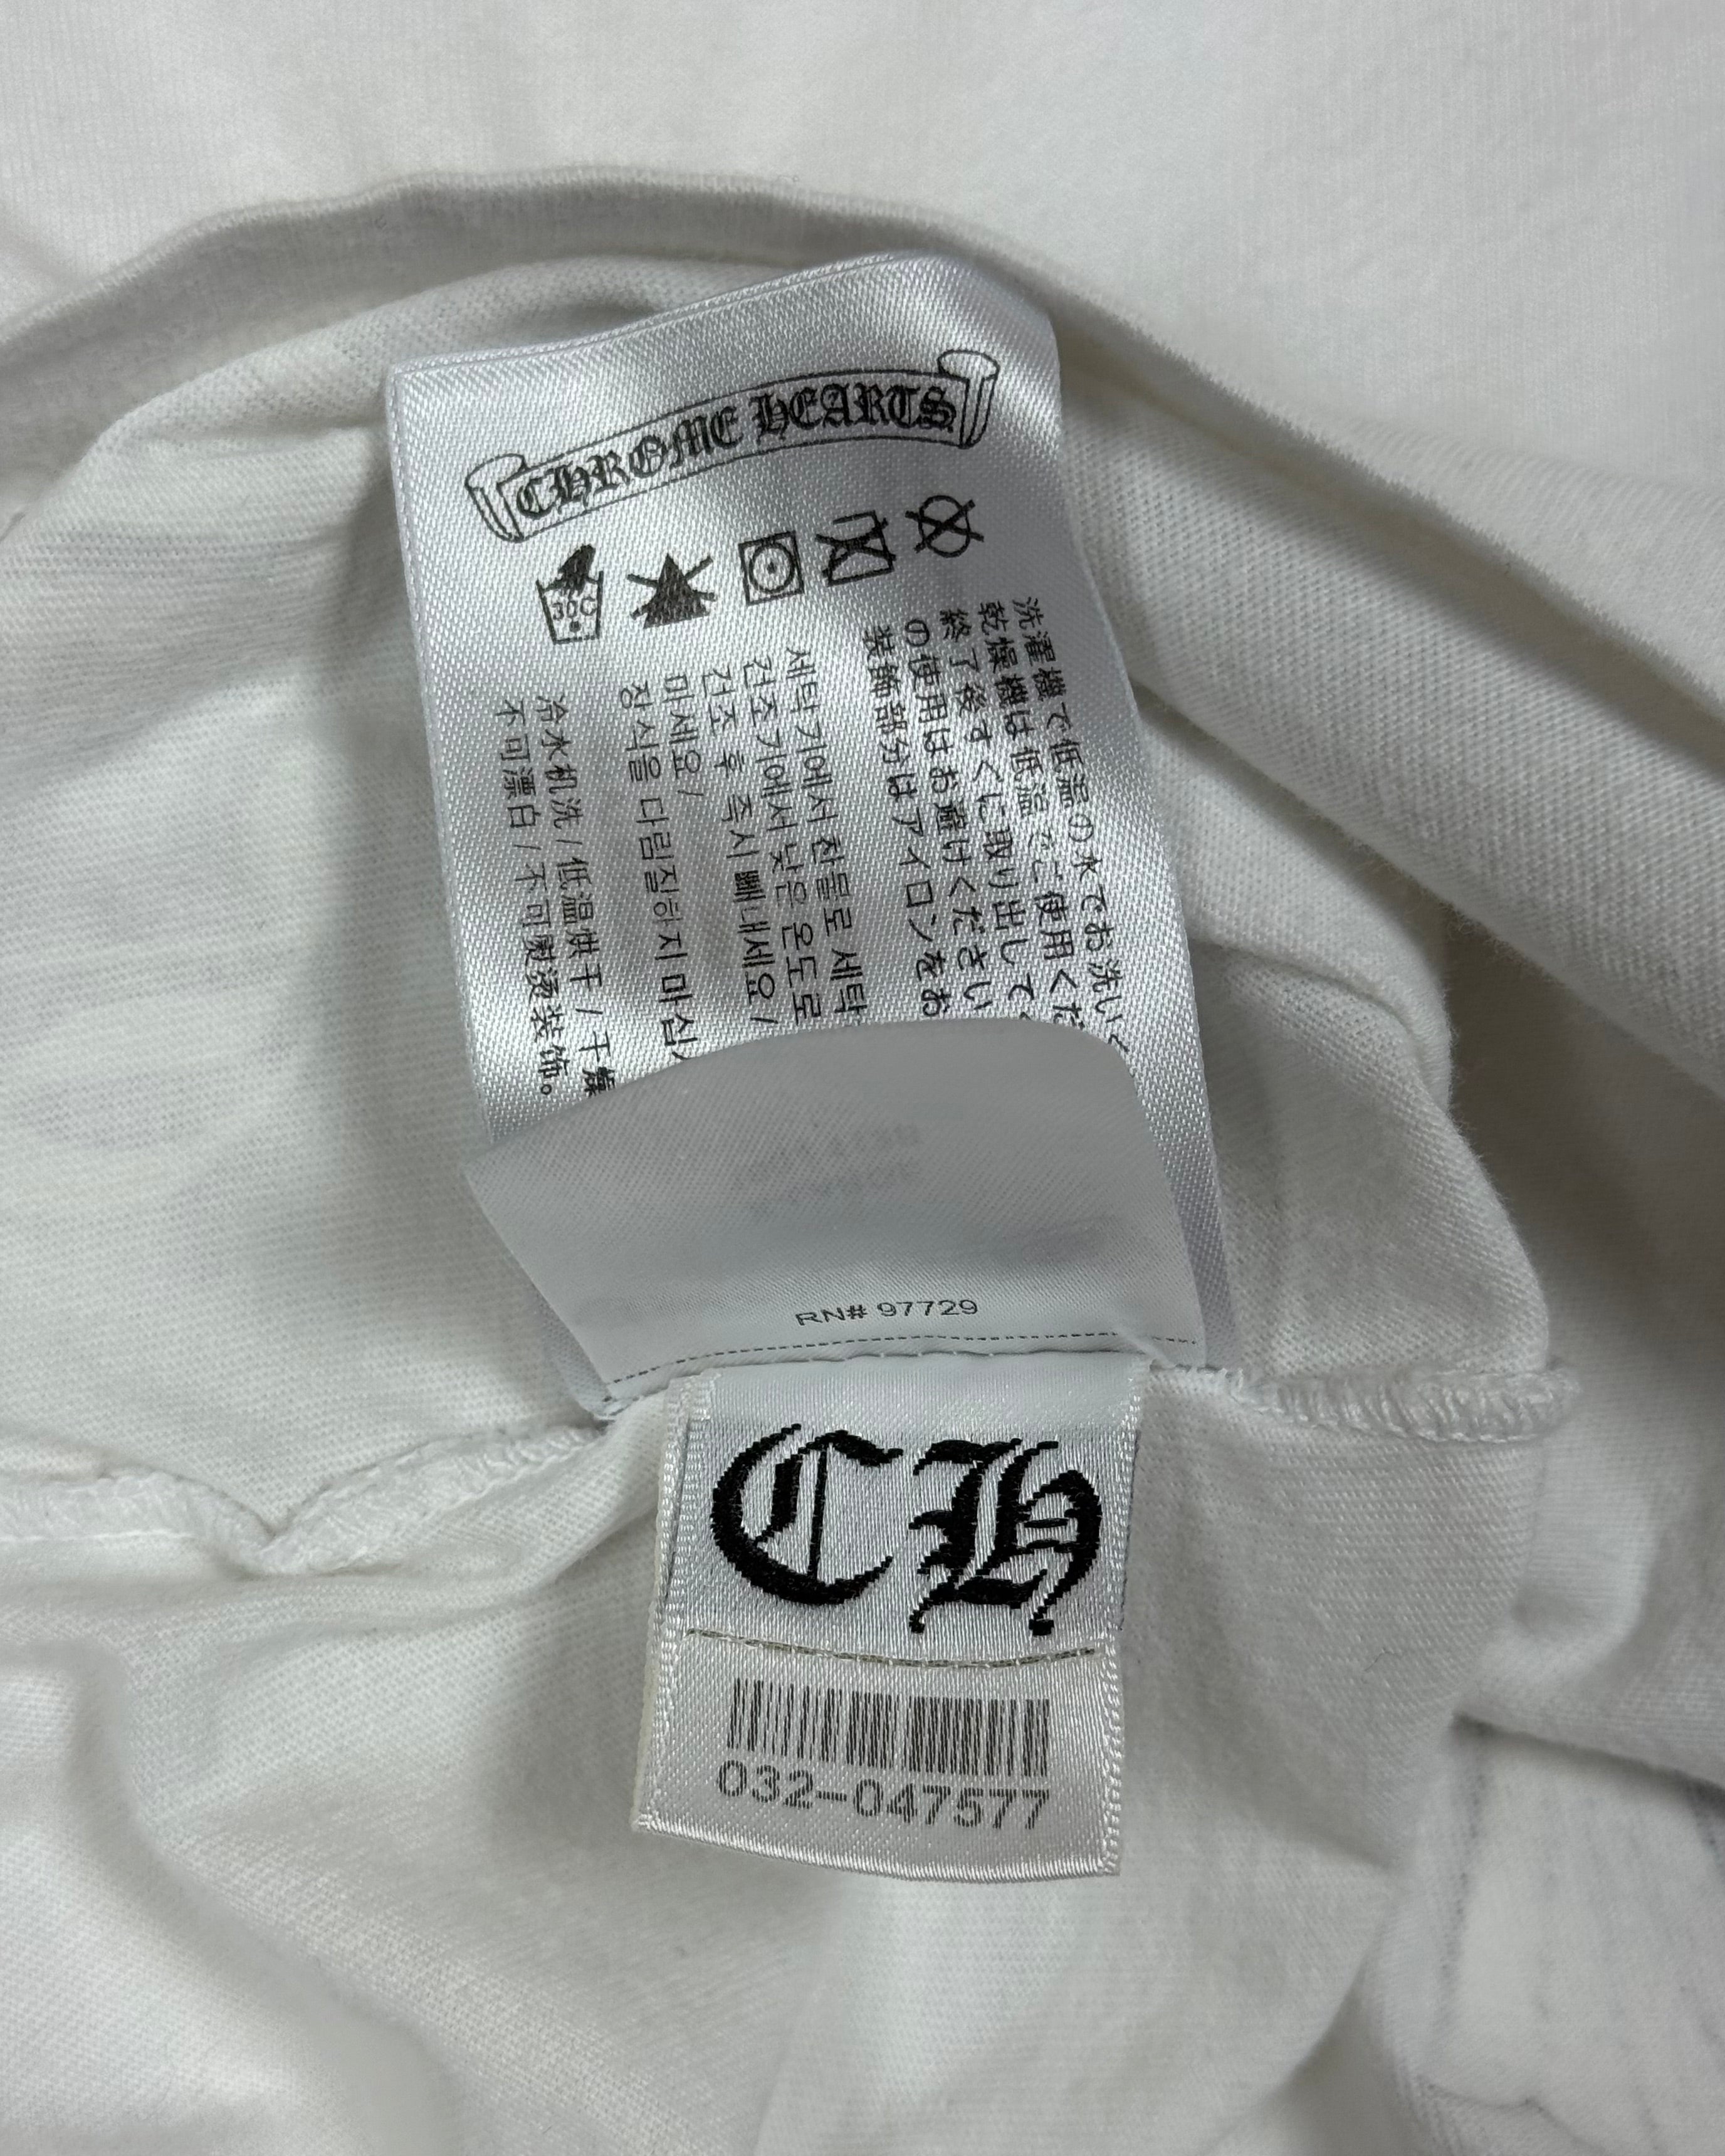 CHROME HEARTS
30C
洗濯機で低温の水でお洗いく
乾燥機は低温でご使用くだ
終了後すぐに取り出して
の使用はお避けください
装飾部分はアイロンをお
세탁기에서 찬물로 세탁
건조기에서 낮은 온도로
건조 후 즉시 빼내세요 /
미세요 /
장식을 다림질하지 마십시
冷水机洗 / 低温烘干 / 干燥
不可漂白 / 不可熨烫装饰。
RN# 97729
CH
032-047577